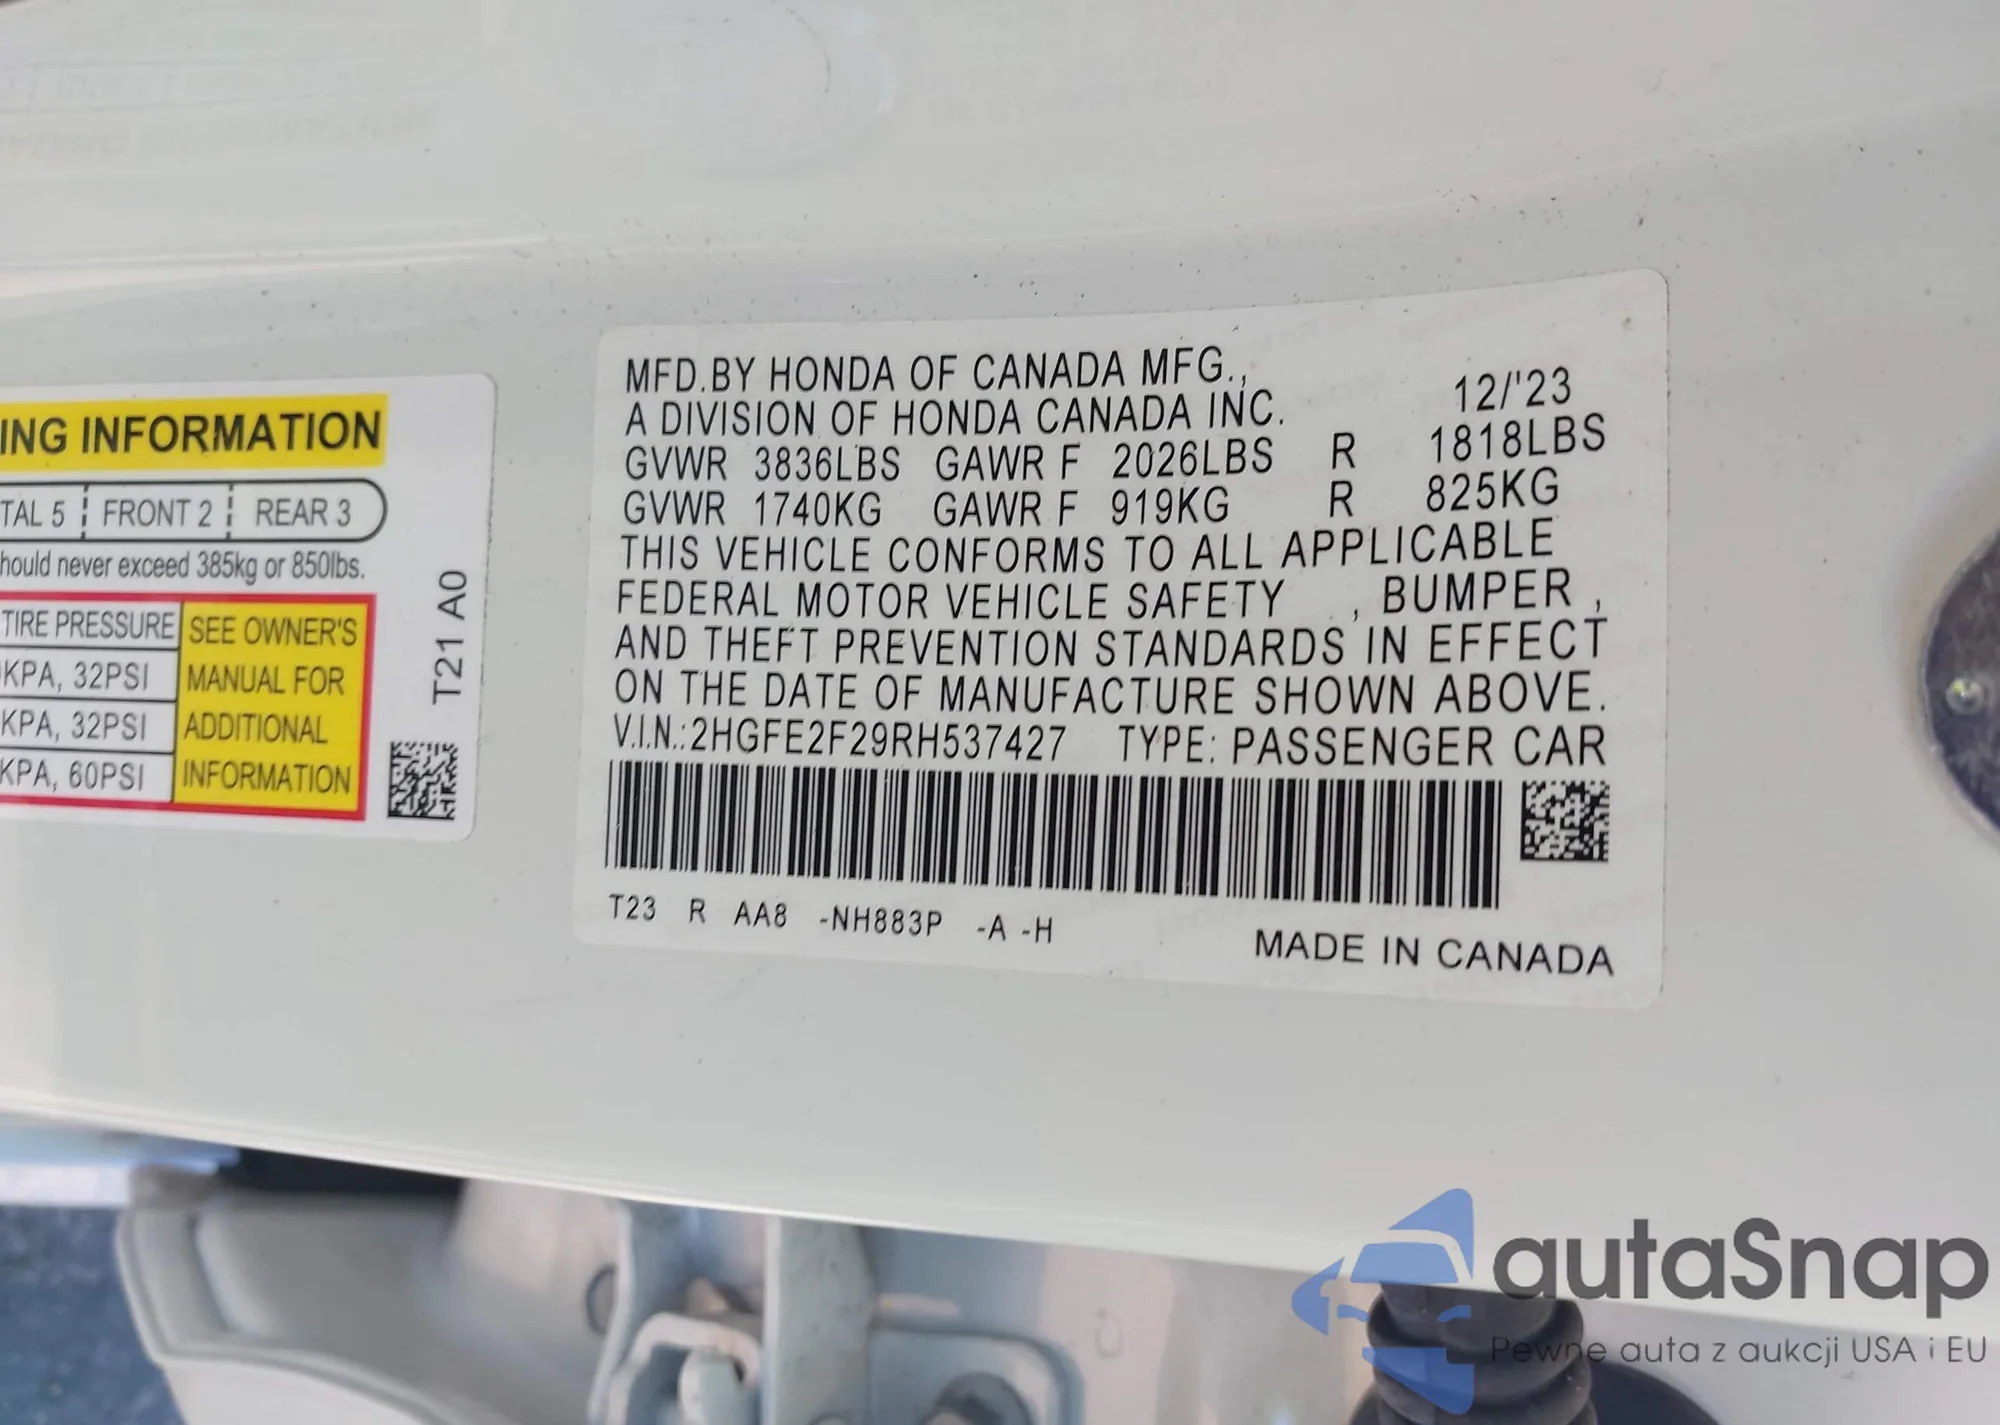 ING INFORMATION
TAL 5 FRONT 2 REAR 3
hould never exceed 385kg or 850lbs.
TIRE PRESSURE
KPA, 32PSI
KPA, 32PSI
KPA, 60PSI
SEE OWNER'S
MANUAL FOR
ADDITIONAL
INFORMATION
T21 A0
MFD.BY HONDA OF CANADA MFG., 12/'23
A DIVISION OF HONDA CANADA INC.
GVWR 3836LBS GAWR F 2026LBS R 1818LBS
GVWR 1740KG GAWR F 919KG R 825KG
THIS VEHICLE CONFORMS TO ALL APPLICABLE
FEDERAL MOTOR VEHICLE SAFETY , BUMPER ,
AND THEFT PREVENTION STANDARDS IN EFFECT
ON THE DATE OF MANUFACTURE SHOWN ABOVE.
V.I.N.:2HGFE2F29RH537427 TYPE: PASSENGER CAR
T23 R AA8 -NH883P -A -H
MADE IN CANADA
autaSnap
Pewne auta z aukcji USA i EU